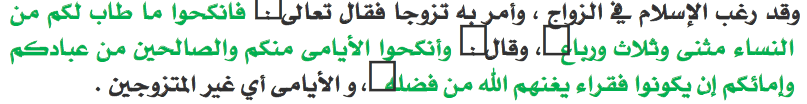 وقد رغب الإسلام في الزواج ، وأمر به تزوجا فقال تعالى : فانكحوا ما طاب لكم من
النساء مثنى وثلاث ورباع ، وقال : وأنكحوا الأيامى منكم والصالحين من عبادكم
وإمائكم إن يكونوا فقراء يغنهم الله من فضله ، و الأيامى أي غير المتزوجين .